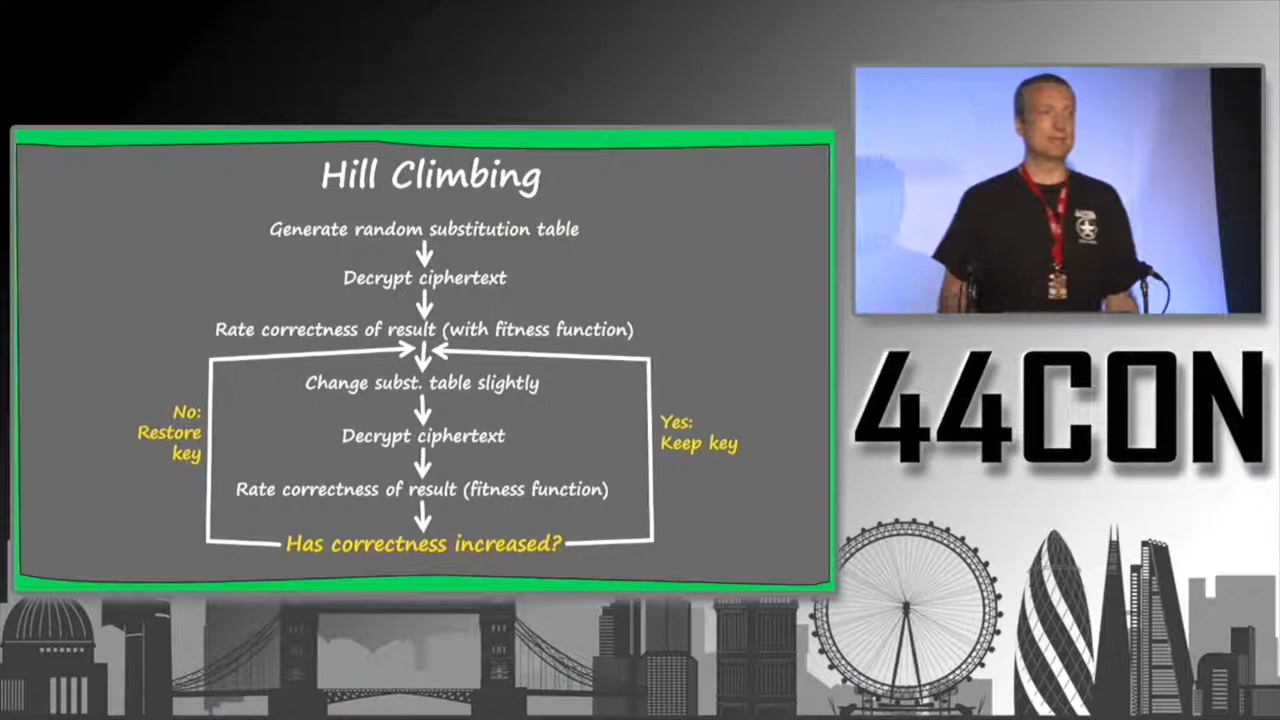 Hill Climbing
Generate random substitution table
Decrypt ciphertext
Rate correctness of result (with fitness function)
Change subst. table slightly
No:
Restore
key
Yes:
Keep key
Decrypt ciphertext
Rate correctness of result (fitness function)
Has correctness increased?
44CON